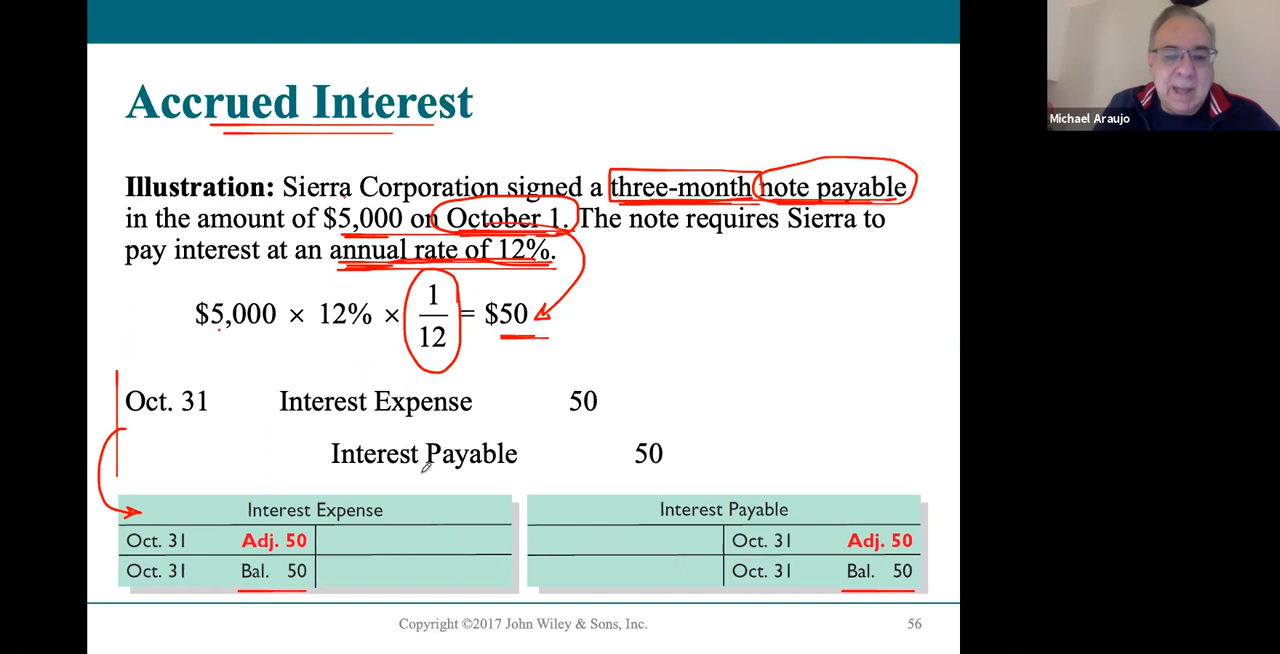 Accrued Interest
Michael Araujo
Illustration: Sierra Corporation signed a three-month note payable
in the amount of $5,000 on October 1. The note requires Sierra to
pay interest at an annual rate of 12%.
$5,000 × 12% × 1/12 = $50
Oct. 31 Interest Expense 50
Interest Payable 50
Interest Expense
Oct. 31 Adj. 50
Oct. 31 Bal. 50
Interest Payable
Oct. 31 Adj. 50
Oct. 31 Bal. 50
Copyright ©2017 John Wiley & Sons, Inc. 56